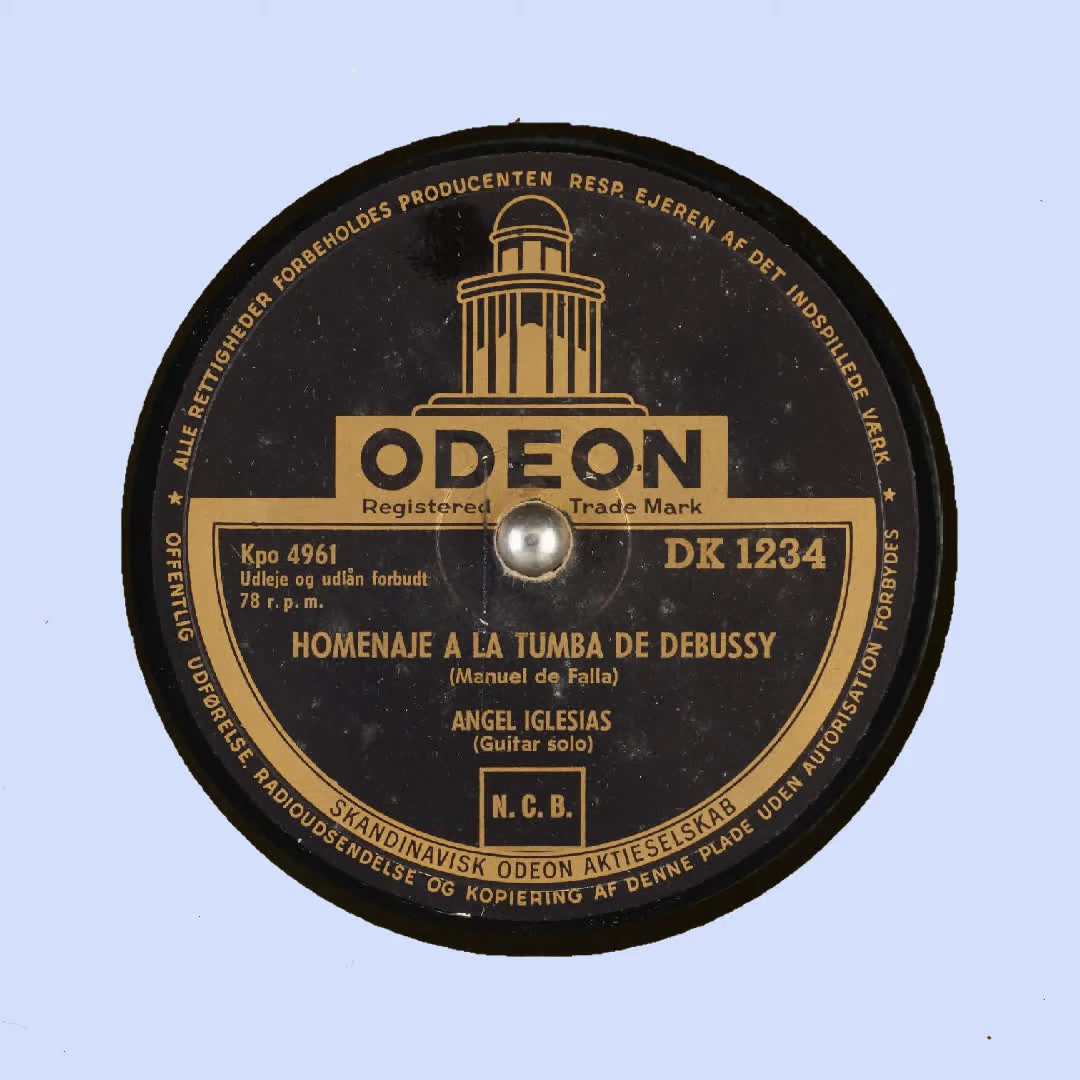 ALLE RETTIGHEDER FORBEHOLDES PRODUCENTEN RESP. EJEREN AF DET INDSPILLEDE VÆRK
ODEON
Registered Trade Mark
Kpo 4961
DK 1234
Udleje og udlån forbudt
78 r.p.m.
HOMENAJE A LA TUMBA DE DEBUSSY
(Manuel de Falla)
ANGEL IGLESIAS
(Guitar solo)
N.C.B.
SKANDINAVISK ODEON AKTIESELSKAB
OFFENTLIG UDFØRELSE, RADIOUDSENDELSE OG KOPIERING AF DENNE PLADE UDEN AUTORISATION FORBYDES